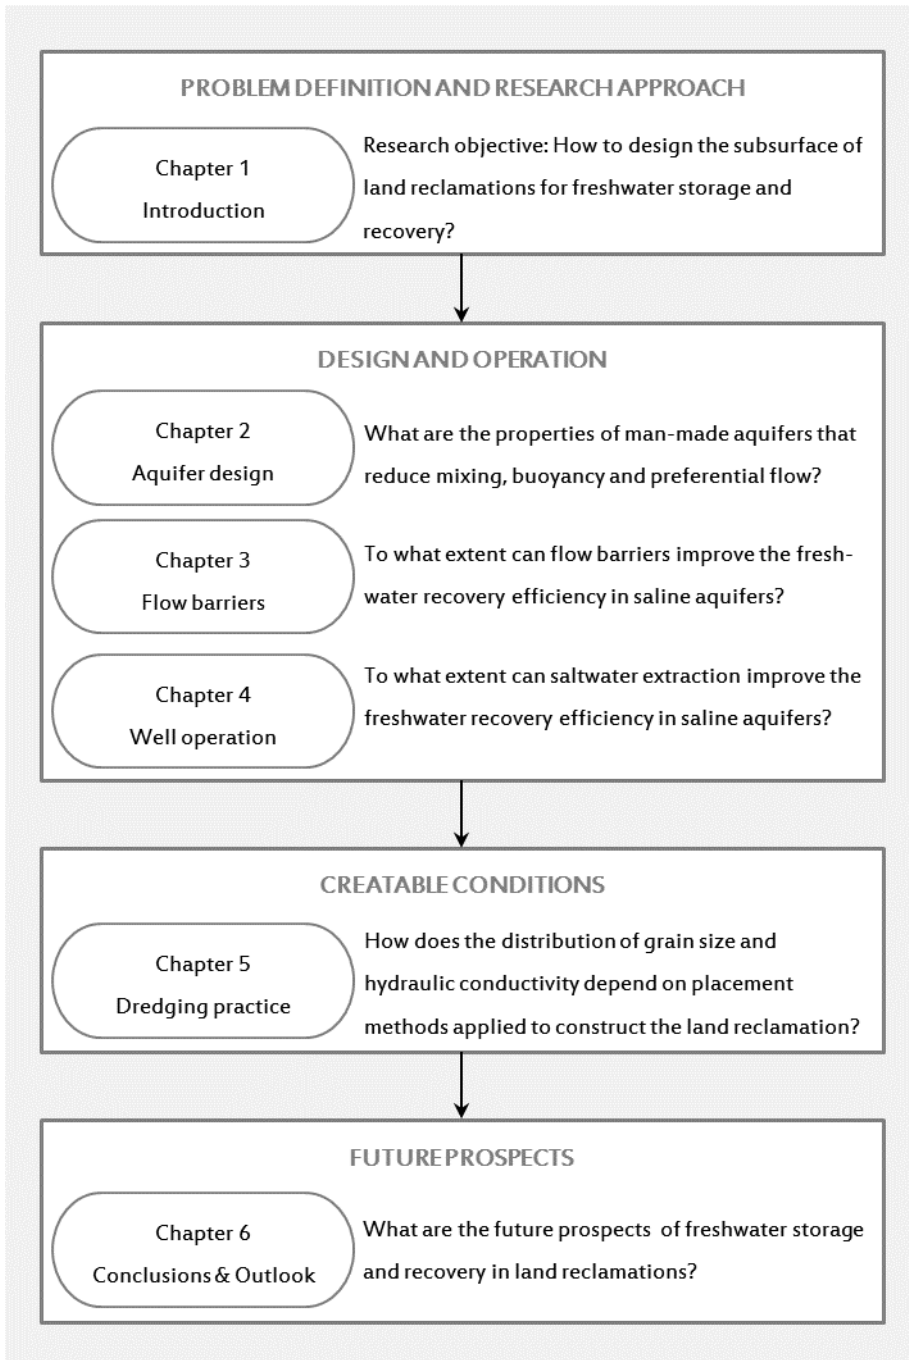 PROBLEM DEFINITION AND RESEARCH APPROACH
Chapter 1
Introduction
Research objective: How to design the subsurface of
land reclamations for freshwater storage and
recovery?
DESIGN AND OPERATION
Chapter 2
Aquifer design
What are the properties of man-made aquifers that
reduce mixing, buoyancy and preferential flow?
Chapter 3
Flow barriers
To what extent can flow barriers improve the fresh-
water recovery efficiency in saline aquifers?
Chapter 4
Well operation
To what extent can saltwater extraction improve the
freshwater recovery efficiency in saline aquifers?
CREATABLE CONDITIONS
Chapter 5
Dredging practice
How does the distribution of grain size and
hydraulic conductivity depend on placement
methods applied to construct the land reclamation?
FUTURE PROSPECTS
Chapter 6
Conclusions & Outlook
What are the future prospects of freshwater storage
and recovery in land reclamations?